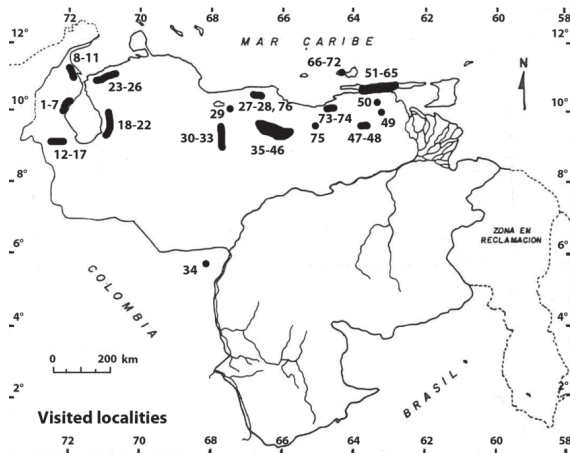 72 70 68 66 64 62 60 58
12°
MAR CARIBE
8-11
66-72
51-65
23-26
N
10°
1-7
29
27-28, 76
50
18-22
73-74
49
30-33
12-17
35-46
75
47-48
8°
6°
ZONA EN
RECLAMACION
34
COLOMBIA
4°
0 200 km
2°
BRASIL
Visited localities
72 70 68 66 64 62 60 58
12°
10°
8°
6°
4°
2°